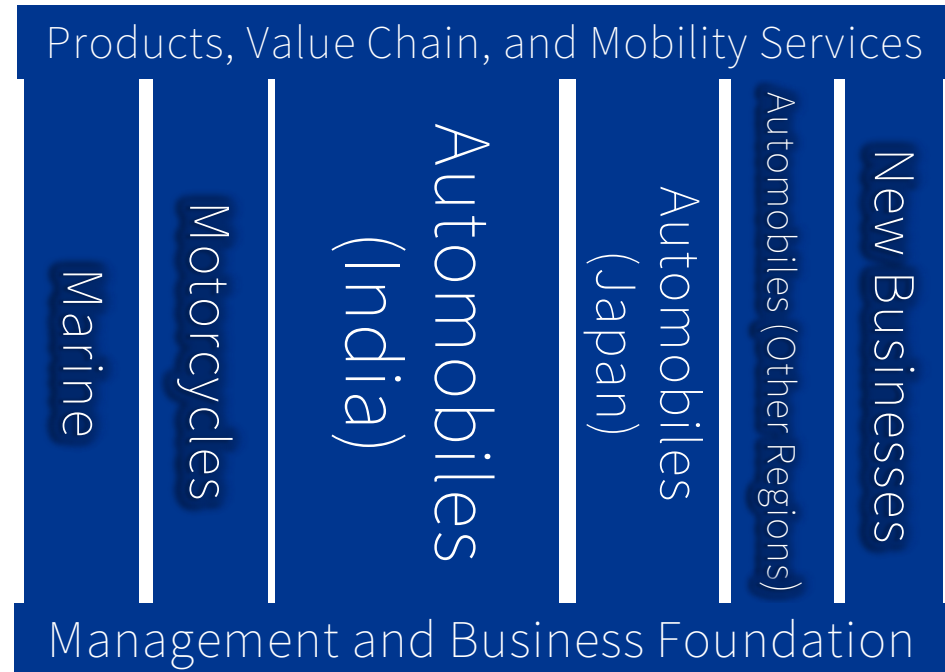 Products, Value Chain, and Mobility Services
Marine
Motorcycles
Automobiles
(India)
Automobiles
(Japan)
Automobiles (Other Regions)
New Businesses
Management and Business Foundation